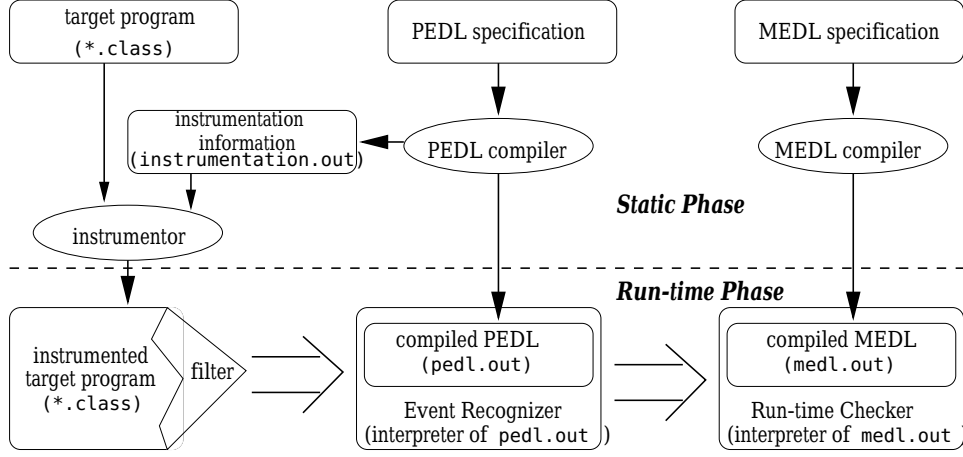 target program
(*.class)
PEDL specification
MEDL specification
instrumentation
information
(instrumentation.out)
PEDL compiler
MEDL compiler
Static Phase
instrumentor
Run-time Phase
instrumented
target program
(*.class)
filter
compiled PEDL
(pedl.out)
Event Recognizer
(interpreter of pedl.out )
compiled MEDL
(medl.out)
Run-time Checker
(interpreter of medl.out )